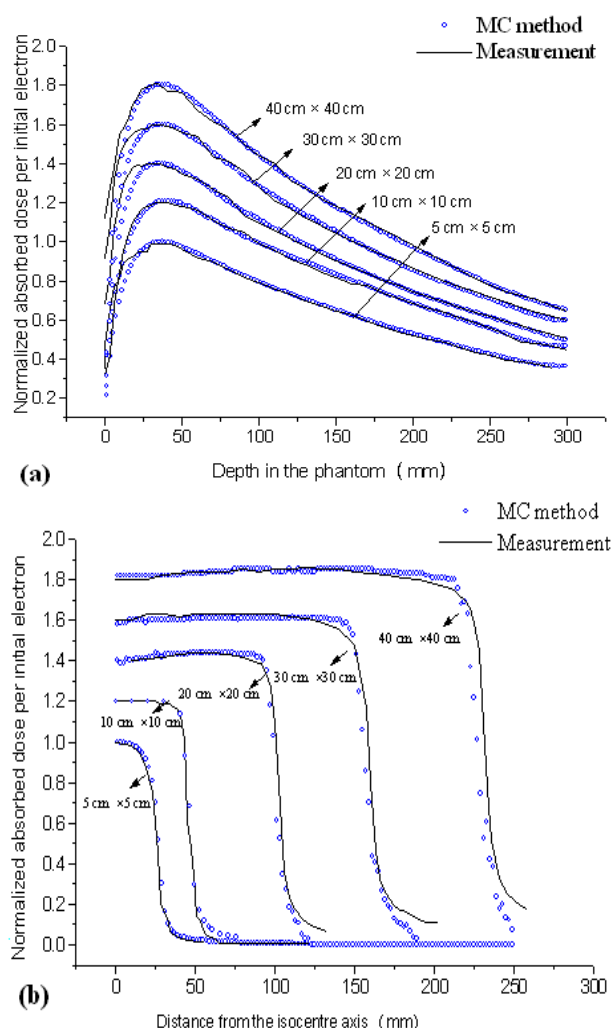 MC method
Measurement
Normalized absorbed dose per initial electron
2.0
1.8
1.6
1.4
1.2
1.0
0.8
0.6
0.4
0.2
40 cm × 40 cm
30 cm × 30 cm
20 cm × 20 cm
10 cm × 10 cm
5 cm × 5 cm
0 50 100 150 200 250 300
(a)
Depth in the phantom ( mm)
MC method
Measurement
Normalized absorbed dose per initial electron
2.0
1.8
1.6
1.4
1.2
1.0
0.8
0.6
0.4
0.2
0.0
40 cm ×40 cm
30 cm ×30 cm
20 cm ×20 cm
10 cm ×10 cm
5 cm ×5 cm
0 50 100 150 200 250 300
(b)
Distance from the isocentre axis (mm)